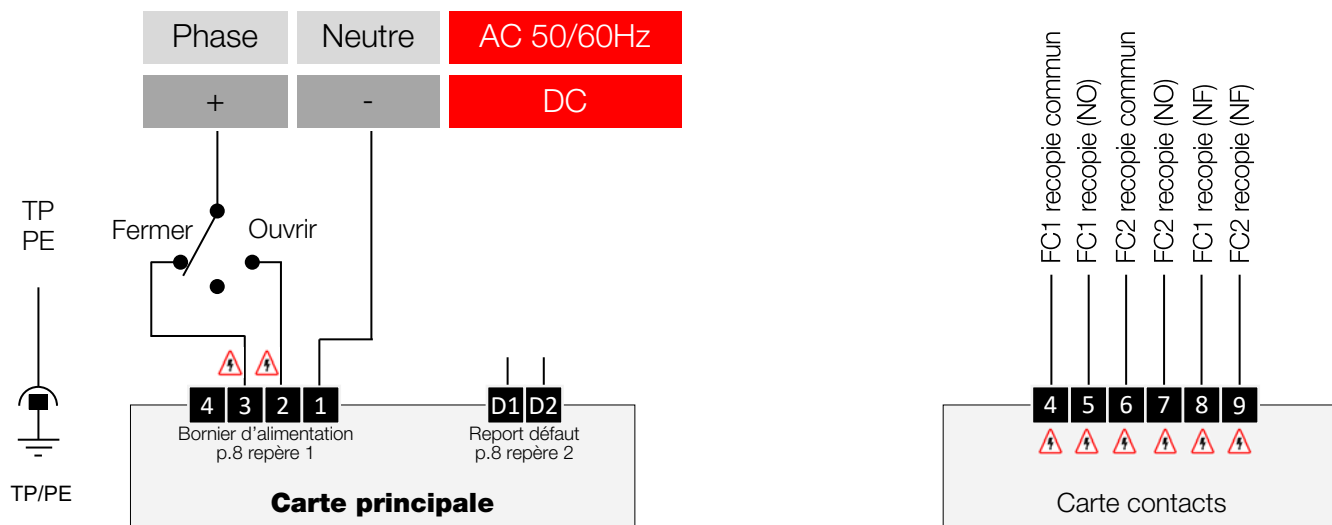 Phase
Neutre
AC 50/60Hz
+
-
DC
TP
PE
Fermer
Ouvrir
4
3
2
1
Bornier d'alimentation
p.8 repère 1
D1
D2
Report défaut
p.8 repère 2
TP/PE
Carte principale
FC1 recopie commun
FC1 recopie (NO)
FC2 recopie commun
FC2 recopie (NO)
FC1 recopie (NF)
FC2 recopie (NF)
4
5
6
7
8
9
Carte contacts